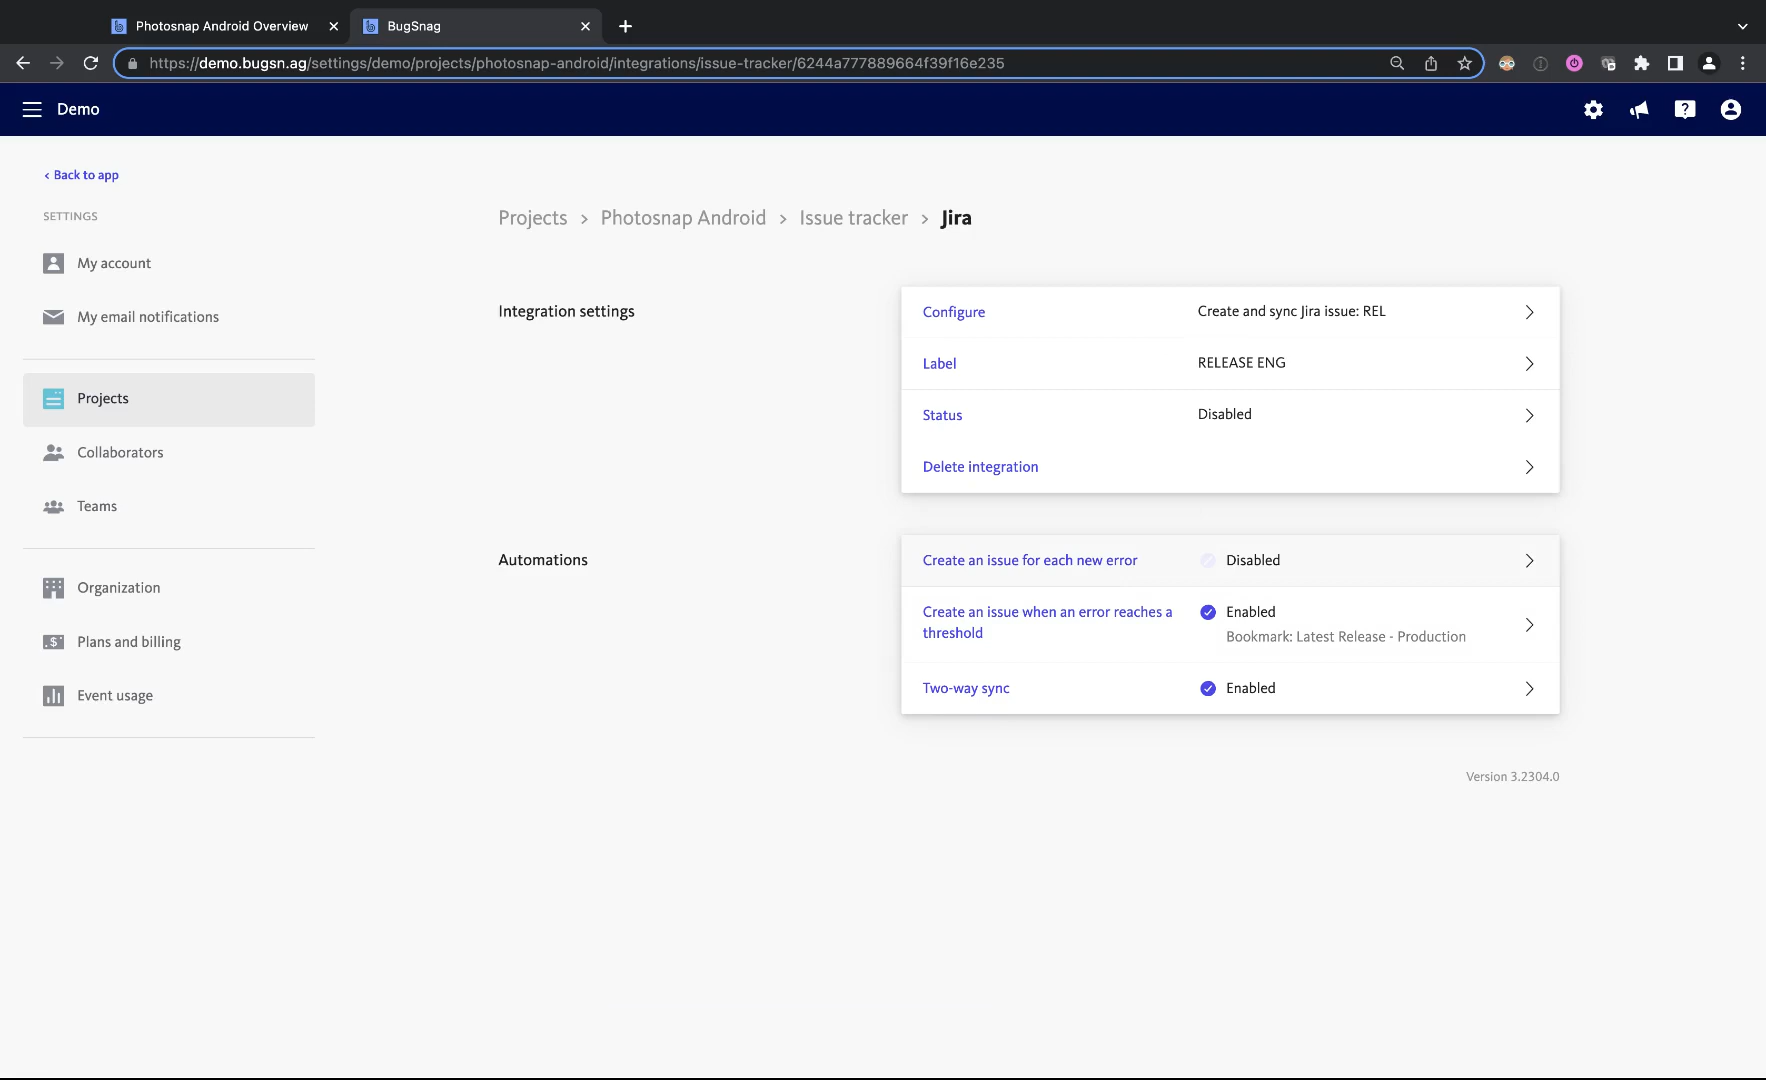 Photosnap Android Overview
BugSnag
https://demo.bugsn.ag/settings/demo/projects/photosnap-android/integrations/issue-tracker/6244a777889664f39f16e235
Demo
‹ Back to app
SETTINGS
My account
My email notifications
Projects
Collaborators
Teams
Organization
Plans and billing
Event usage
Projects > Photosnap Android > Issue tracker > Jira
Integration settings
Configure Create and sync Jira issue: REL
Label RELEASE ENG
Status Disabled
Delete integration
Automations
Create an issue for each new error Disabled
Create an issue when an error reaches a threshold
Enabled
Bookmark: Latest Release - Production
Two-way sync Enabled
Version 3.2304.0